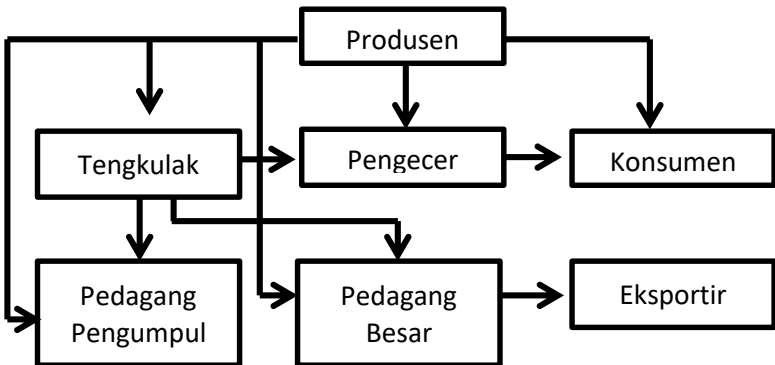 Produsen
Tengkulak
Pengecer
Konsumen
Pedagang
Pengumpul
Pedagang
Besar
Eksportir